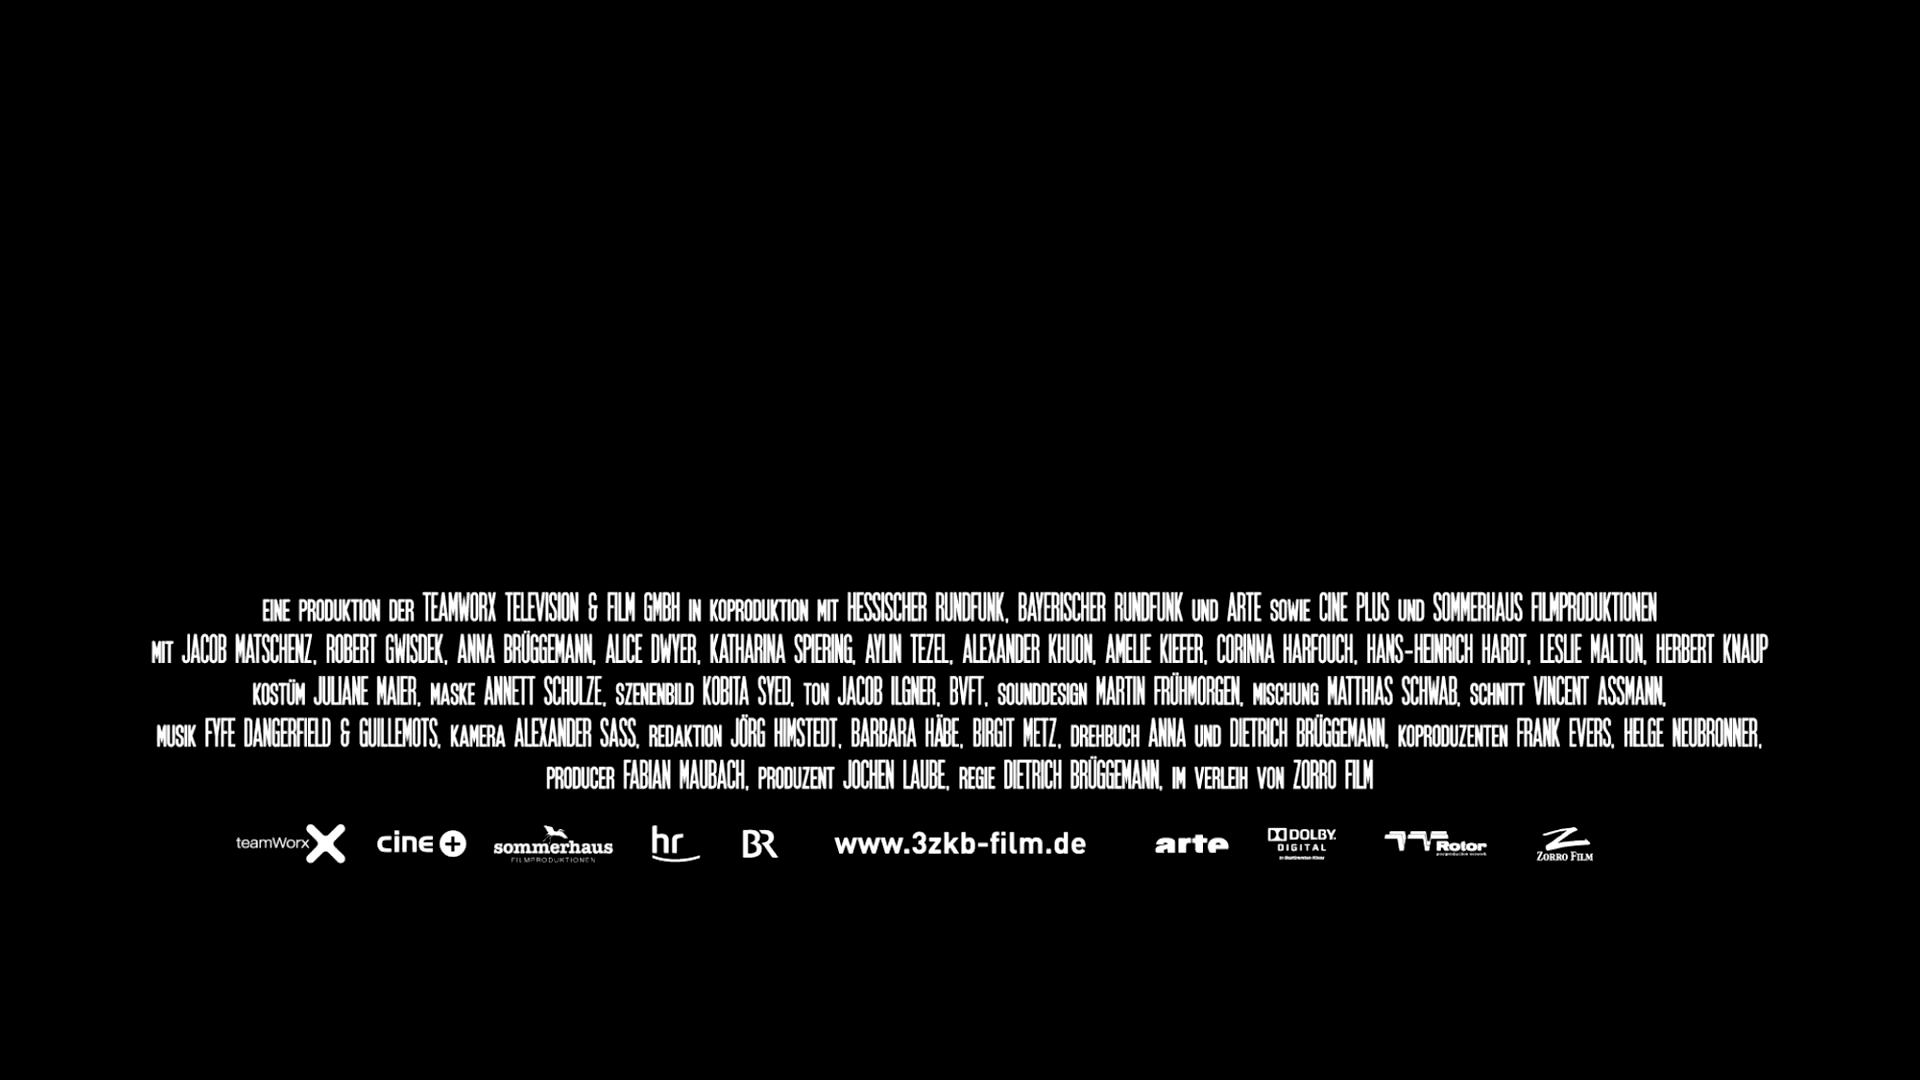 EINE PRODUKTION DER TEAMWORX TELEVISION & FILM GMBH IN KOPRODUKTION MIT HESSISCHER RUNDFUNK, BAYERISCHER RUNDFUNK UND ARTE SOWIE CINE PLUS UND SOMMERHAUS FILMPRODUKTIONEN
MIT JACOB MATSCHENZ, ROBERT GWISDEK, ANNA BRÜGGEMANN, ALICE DWYER, KATHARINA SPIERING, AYLIN TEZEL, ALEXANDER KHUON, AMELIE KIEFER, CORINNA HARFOUCH, HANS-HEINRICH HARDT, LESLIE MALTON, HERBERT KNAUP
KOSTÜM JULIANE MAIER, MASKE ANNETT SCHULZE, SZENENBILD KOBITA SYED, TON JACOB ILGNER, BVFT, SOUNDDESIGN MARTIN FRÜHMORGEN, MISCHUNG MATTHIAS SCHWAB, SCHNITT VINCENT ASSMANN,
MUSIK FYFE DANGERFIELD & GUILLEMOTS, KAMERA ALEXANDER SASS, REDAKTION JÖRG HIMSTEDT, BARBARA HÄBE, BIRGIT METZ, DREHBUCH ANNA UND DIETRICH BRÜGGEMANN, KOPRODUZENTEN FRANK EVERS, HELGE NEUBRONNER,
PRODUCER FABIAN MAUBACH, PRODUZENT JOCHEN LAUBE, REGIE DIETRICH BRÜGGEMANN, IM VERLEIH VON ZORRO FILM
teamWorx X cine+ sommerhaus FILMPRODUKTIONEN hr BR www.3zkb-film.de arte DOLBY DIGITAL Rotor ZORRO FILM